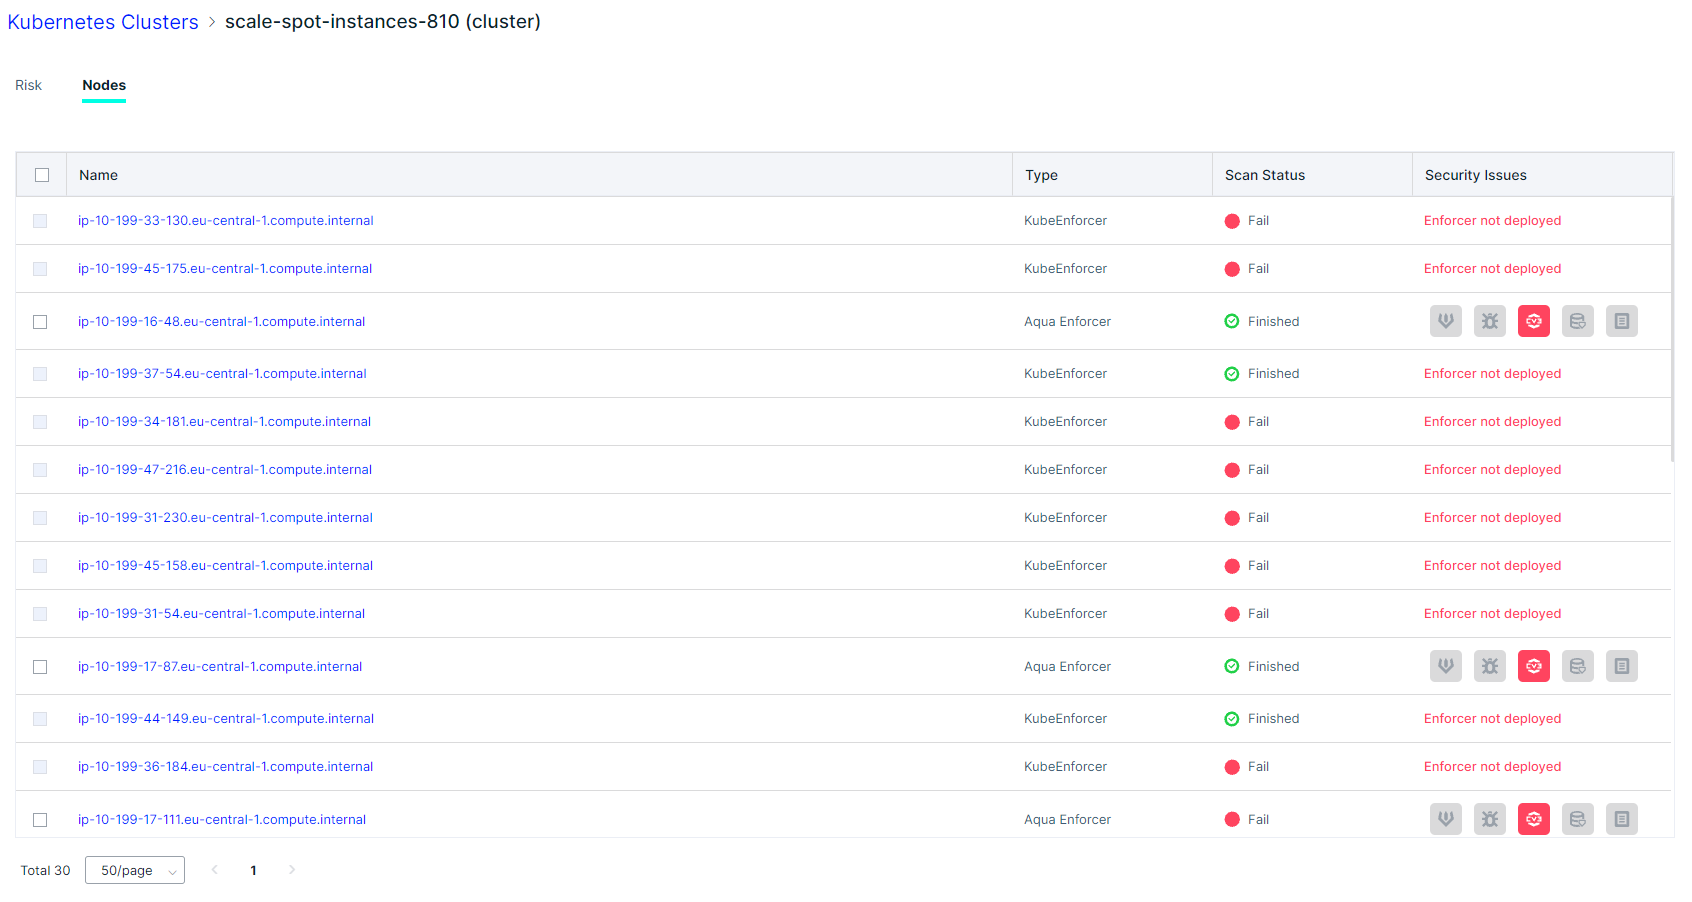 Kubernetes Clusters > scale-spot-instances-810 (cluster)
Risk Nodes
Name Type Scan Status Security Issues
ip-10-199-33-130.eu-central-1.compute.internal KubeEnforcer Fail Enforcer not deployed
ip-10-199-45-175.eu-central-1.compute.internal KubeEnforcer Fail Enforcer not deployed
ip-10-199-16-48.eu-central-1.compute.internal Aqua Enforcer Finished CVE
ip-10-199-37-54.eu-central-1.compute.internal KubeEnforcer Finished Enforcer not deployed
ip-10-199-34-181.eu-central-1.compute.internal KubeEnforcer Fail Enforcer not deployed
ip-10-199-47-216.eu-central-1.compute.internal KubeEnforcer Fail Enforcer not deployed
ip-10-199-31-230.eu-central-1.compute.internal KubeEnforcer Fail Enforcer not deployed
ip-10-199-45-158.eu-central-1.compute.internal KubeEnforcer Fail Enforcer not deployed
ip-10-199-31-54.eu-central-1.compute.internal KubeEnforcer Fail Enforcer not deployed
ip-10-199-17-87.eu-central-1.compute.internal Aqua Enforcer Finished CVE
ip-10-199-44-149.eu-central-1.compute.internal KubeEnforcer Finished Enforcer not deployed
ip-10-199-36-184.eu-central-1.compute.internal KubeEnforcer Fail Enforcer not deployed
ip-10-199-17-111.eu-central-1.compute.internal Aqua Enforcer Fail CVE
Total 30 50/page < 1 >